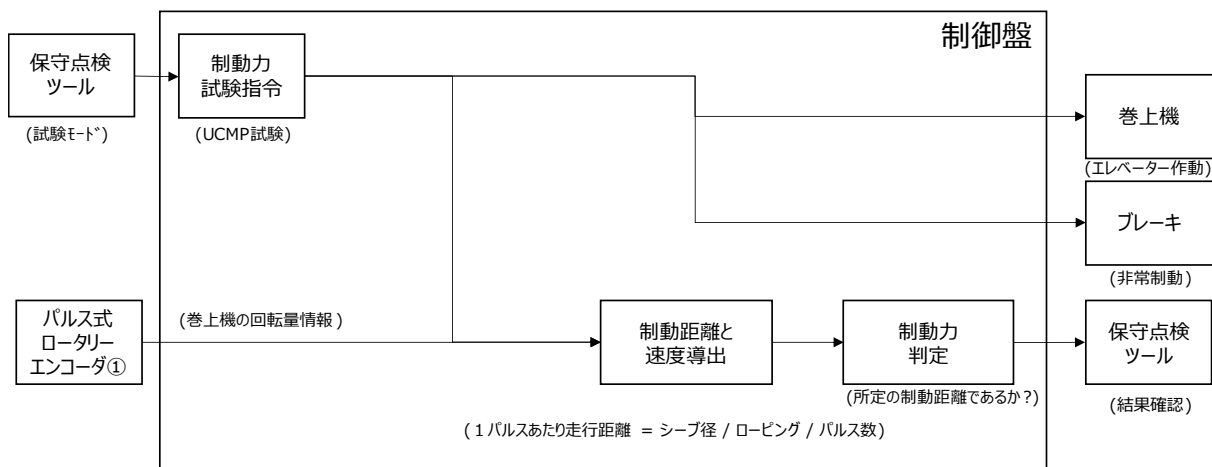 制御盤
保守点検
ツール
(試験ﾓｰﾄﾞ)
制動力
試験指令
(UCMP試験)
巻上機
(エレベーター作動)
ブレーキ
(非常制動)
パルス式
ロータリー
エンコーダ①
(巻上機の回転量情報)
制動距離と
速度導出
制動力
判定
(所定の制動距離であるか？)
保守点検
ツール
(結果確認)
(１パルスあたり走行距離 = シーブ径 / ローピング / パルス数)